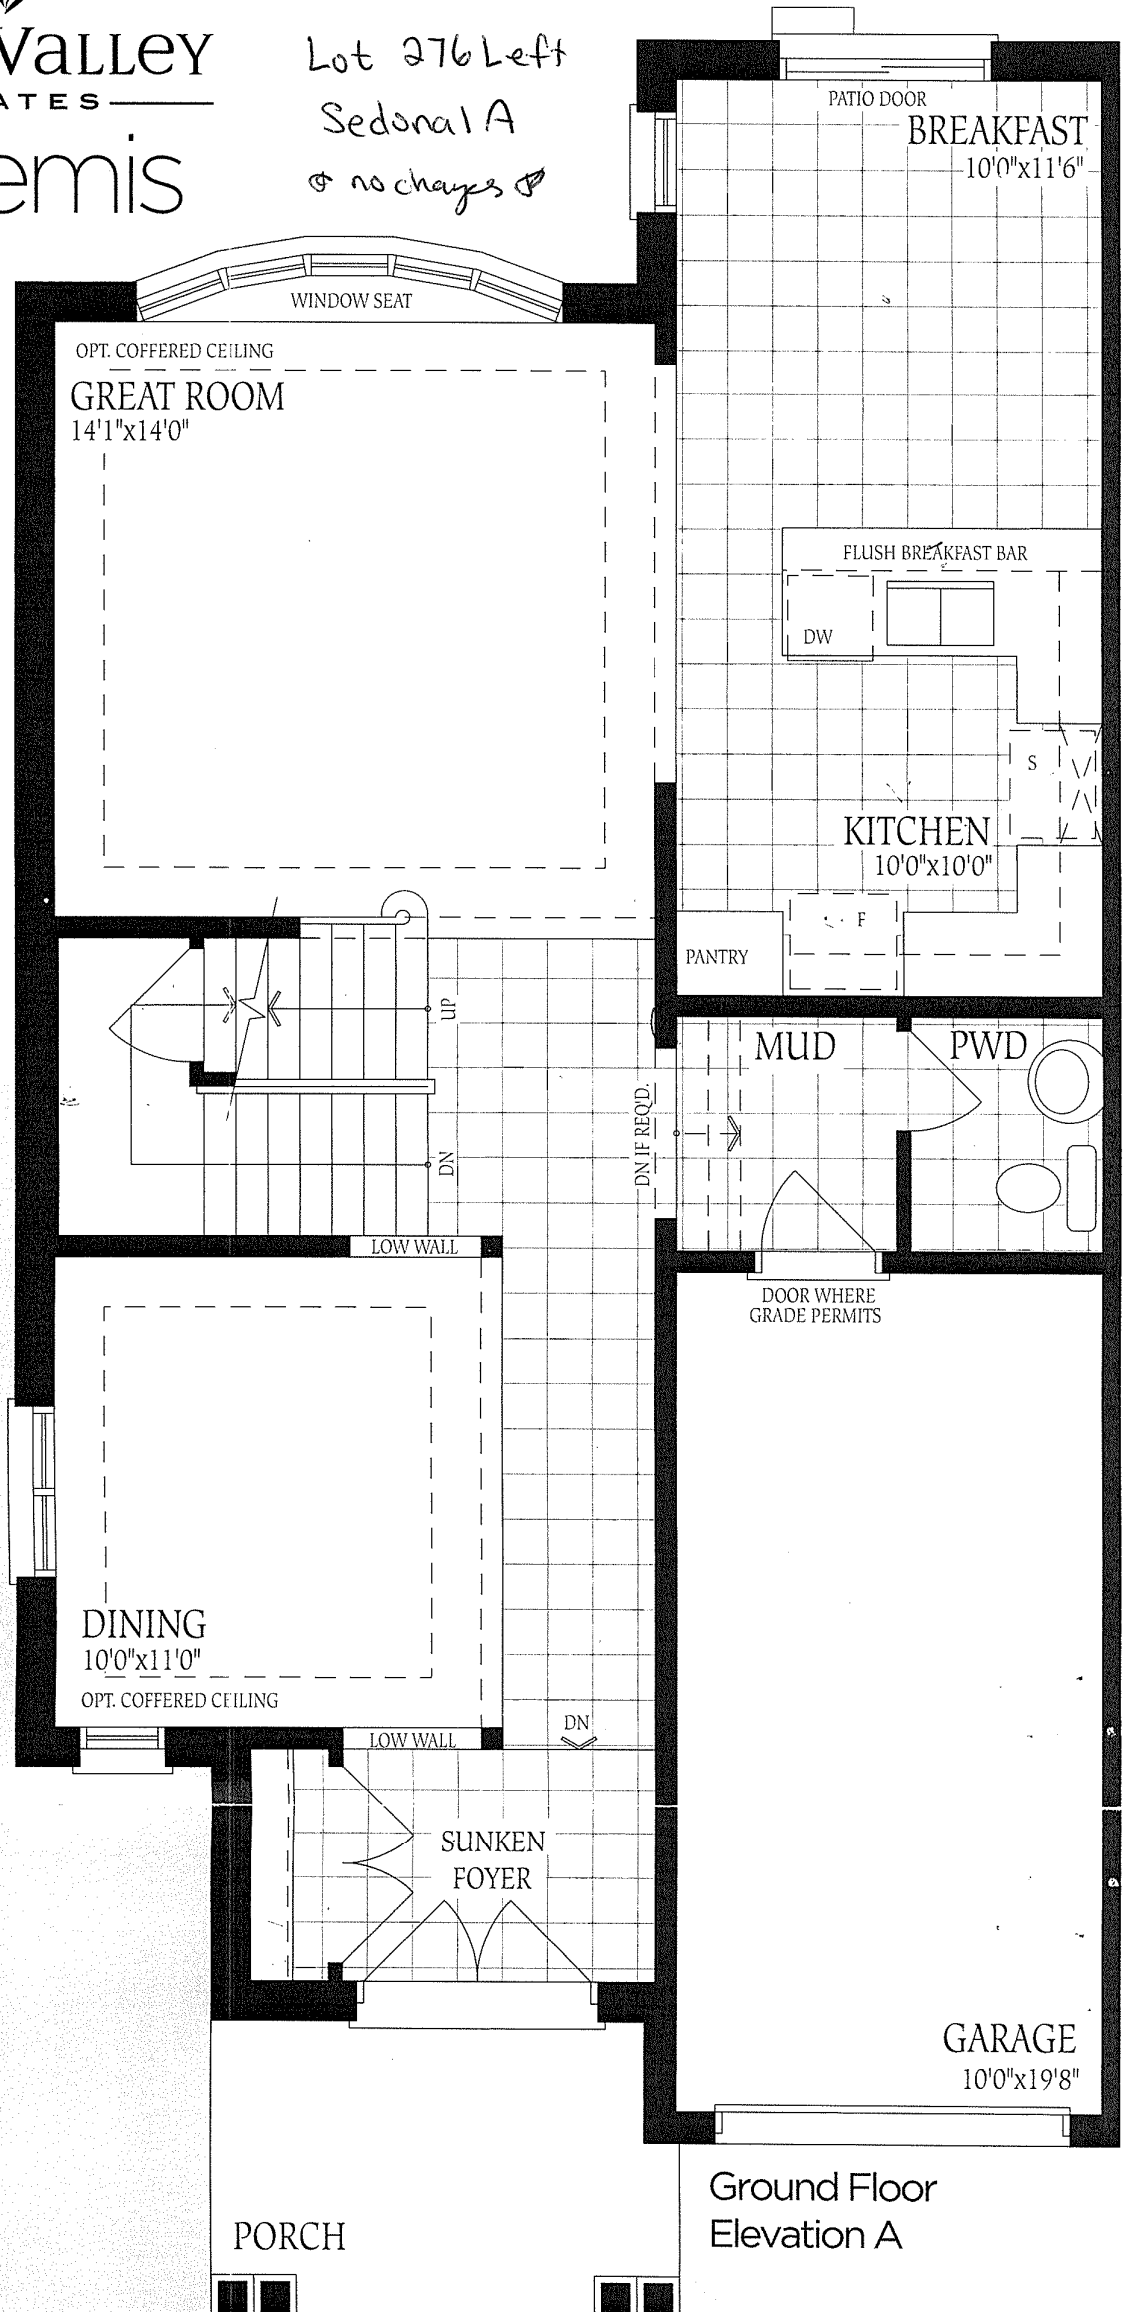 Valley
ATES
emis
Lot 276 Left
Sedona 1 A
no chayes
PATIO DOOR
BREAKFAST
10'0"x11'6"
WINDOW SEAT
OPT. COFFERED CEILING
GREAT ROOM
14'1"x14'0"
FLUSH BREAKFAST BAR
DW
S
KITCHEN
10'0"x10'0"
F
PANTRY
UP
MUD
PWD
DN IF REQ'D.
DN
LOW WALL
DOOR WHERE
GRADE PERMITS
DINING
10'0"x11'0"
OPT. COFFERED CEILING
DN
LOW WALL
SUNKEN
FOYER
GARAGE
10'0"x19'8"
Ground Floor
Elevation A
PORCH